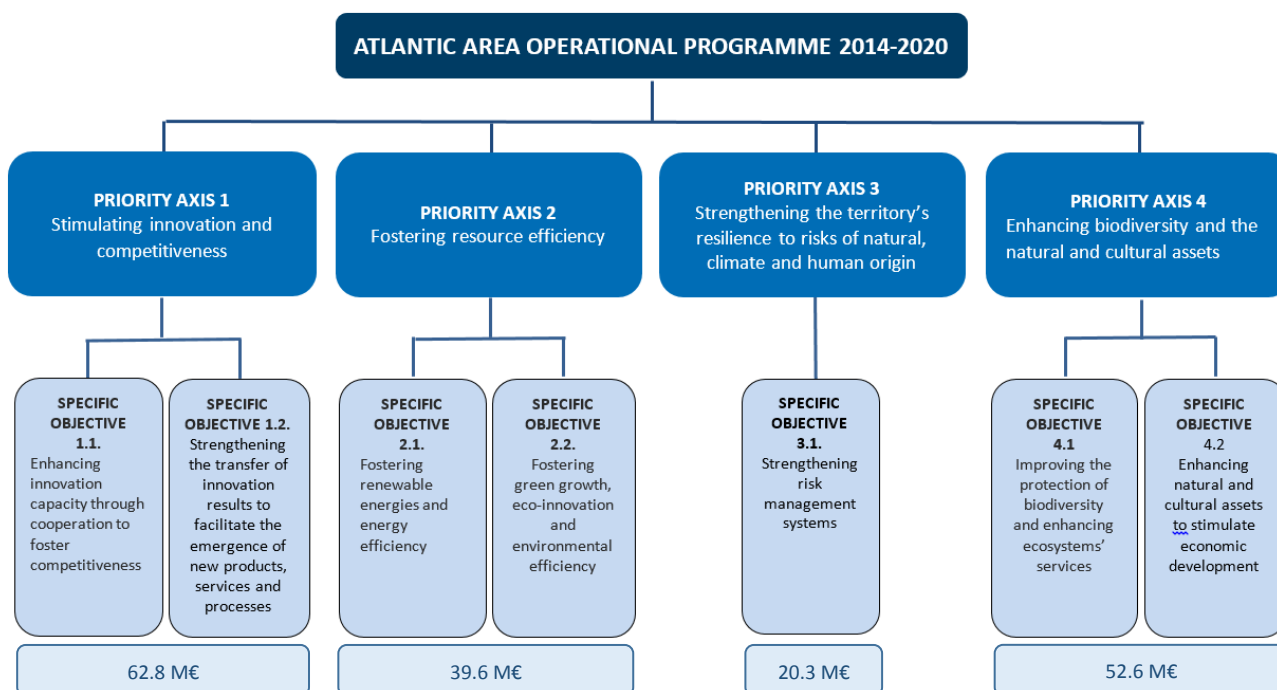 ATLANTIC AREA OPERATIONAL PROGRAMME 2014-2020
PRIORITY AXIS 1
Stimulating innovation and
competitiveness
PRIORITY AXIS 2
Fostering resource efficiency
PRIORITY AXIS 3
Strengthening the territory’s
resilience to risks of natural,
climate and human origin
PRIORITY AXIS 4
Enhancing biodiversity and the
natural and cultural assets
SPECIFIC
OBJECTIVE
1.1.
Enhancing
innovation
capacity through
cooperation to
foster
competitiveness
SPECIFIC
OBJECTIVE 1.2.
Strengthening
the transfer of
innovation
results to
facilitate the
emergence of
new products,
services and
processes
SPECIFIC
OBJECTIVE
2.1.
Fostering
renewable
energies and
energy
efficiency
SPECIFIC
OBJECTIVE
2.2.
Fostering
green growth,
eco-innovation
and
environmental
efficiency
SPECIFIC
OBJECTIVE
3.1.
Strengthening
risk
management
systems
SPECIFIC
OBJECTIVE
4.1
Improving the
protection of
biodiversity
and enhancing
ecosystems’
services
SPECIFIC
OBJECTIVE
4.2
Enhancing
natural and
cultural assets
to stimulate
economic
development
62.8 M€
39.6 M€
20.3 M€
52.6 M€